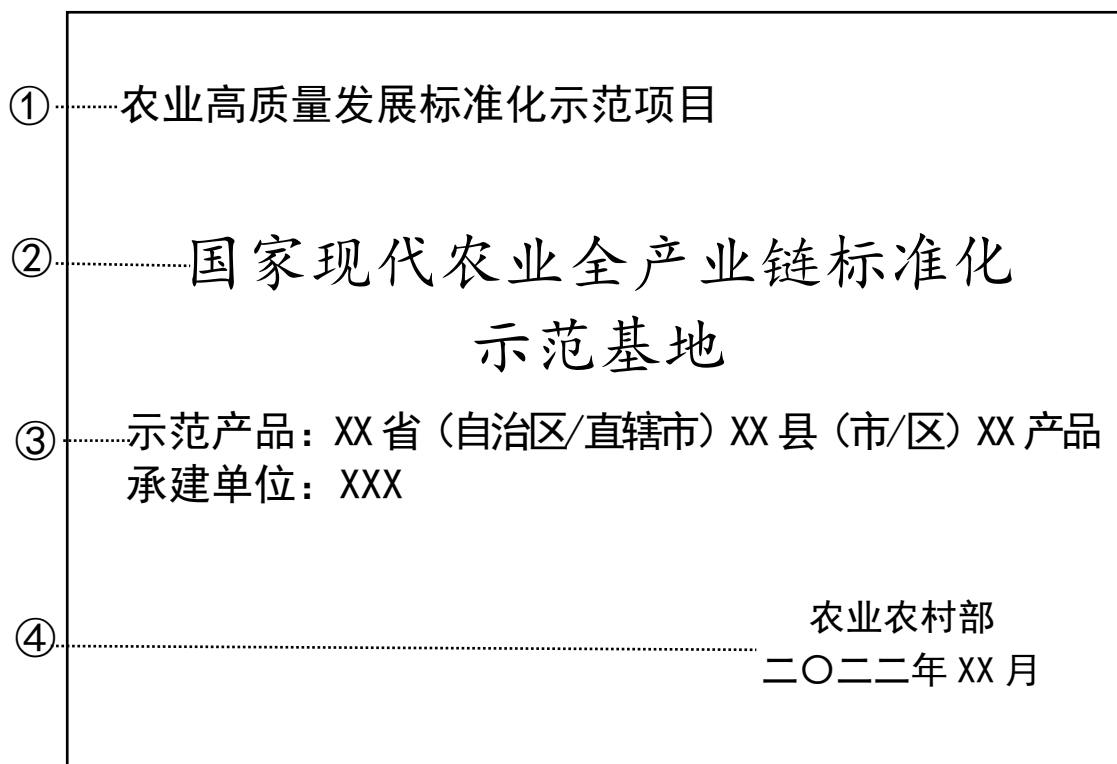 ① 农业高质量发展标准化示范项目
② 国家现代农业全产业链标准化
示范基地
③ 示范产品：XX省（自治区/直辖市）XX县（市/区）XX产品
承建单位：XXX
④ 农业农村部
二〇二二年 XX 月